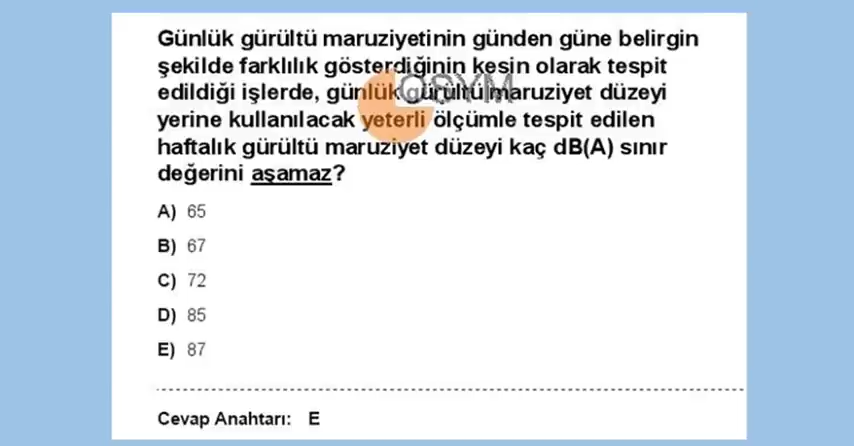 Günlük gürültü maruziyetinin günden güne belirgin
şekilde farklılık gösterdiğinin kesin olarak tespit
edildiği işlerde, günlük gürültü maruziyet düzeyi
yerine kullanılacak yeterli ölçümle tespit edilen
haftalık gürültü maruziyet düzeyi kaç dB(A) sınır
değerini aşamaz?
A) 65
B) 67
C) 72
D) 85
E) 87
Cevap Anahtarı: E
ÖSYM